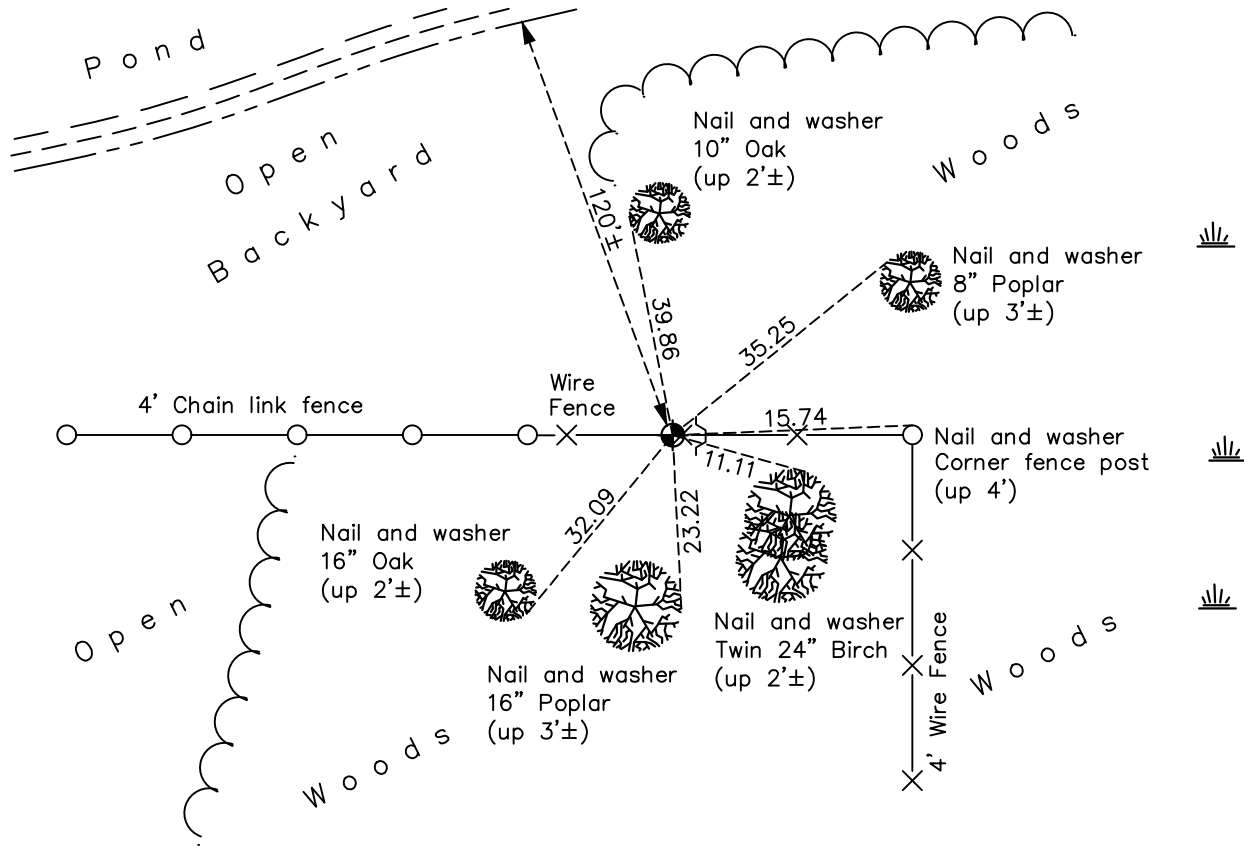 Pond
Open
Backyard
Nail and washer
10” Oak
(up 2'±)
Woods
120'±
Nail and washer
8” Poplar
(up 3'±)
39.86
35.25
Wire
Fence
4' Chain link fence
15.74
Nail and washer
Corner fence post
(up 4')
11.11
32.09
23.22
Nail and washer
16” Oak
(up 2'±)
Open
Nail and washer
Twin 24” Birch
(up 2'±)
4' Wire Fence
Woods
Nail and washer
16” Poplar
(up 3'±)
Woods